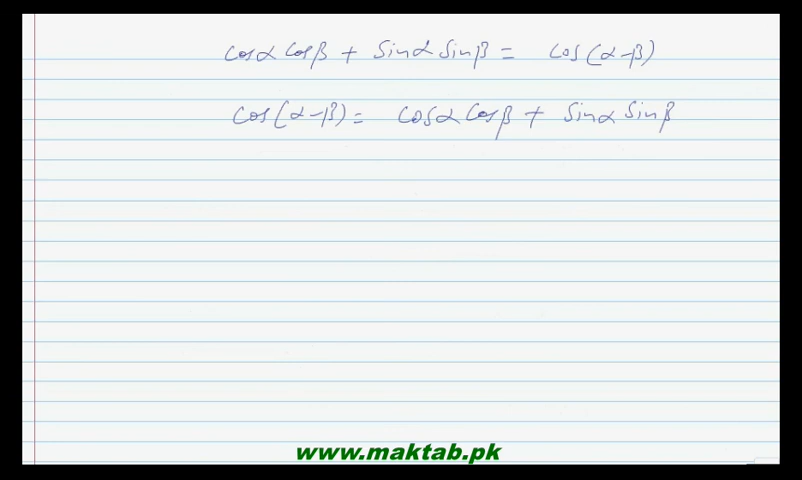 Cosα Cosβ + Sinα Sinβ = Cos(α-β)
Cos(α-β) = Cosα Cosβ + Sinα Sinβ
www.maktab.pk